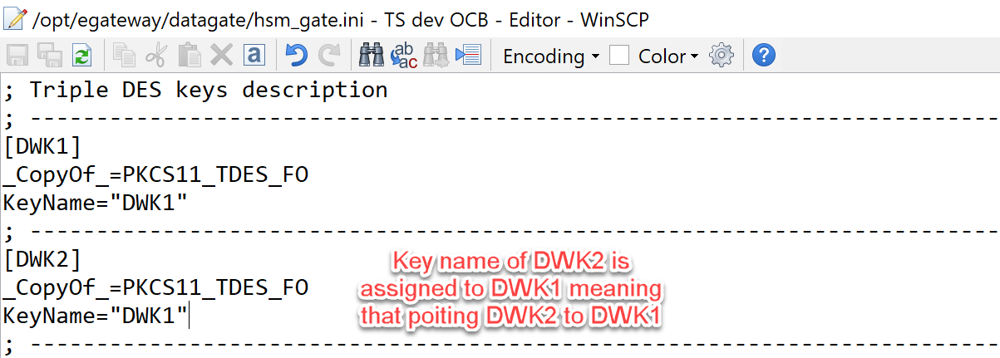 /opt/egateway/datagate/hsm_gate.ini - TS dev OCB - Editor - WinSCP
a ab ac Encoding Color ?
; Triple DES keys description
; -------------------------------------------------------------------------
[DWK1]
_CopyOf_=PKCS11_TDES_FO
KeyName="DWK1"
; -------------------------------------------------------------------------
[DWK2]
_CopyOf_=PKCS11_TDES_FO
KeyName="DWK1"
; -------------------------------------------------------------------------
Key name of DWK2 is
assigned to DWK1 meaning
that poiting DWK2 to DWK1